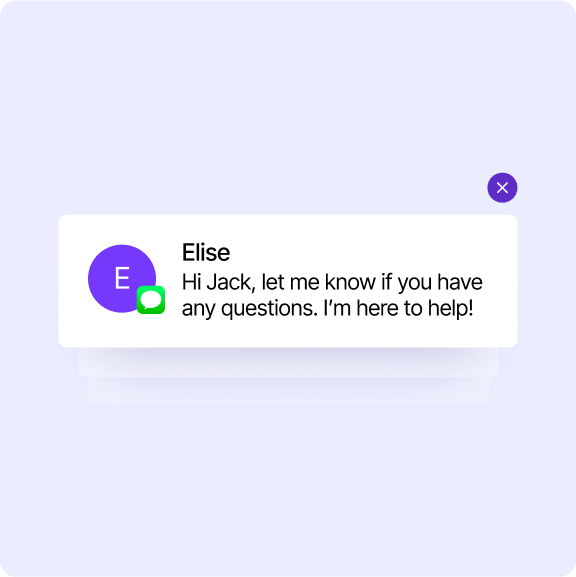 E
Elise
Hi Jack, let me know if you have
any questions. I’m here to help!